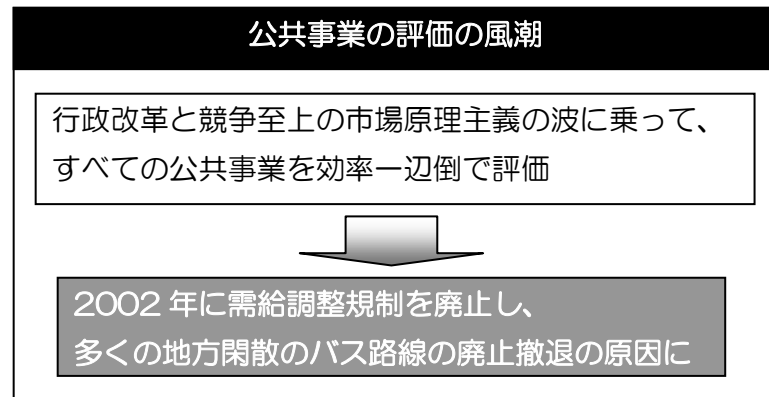 公共事業の評価の風潮
行政改革と競争至上の市場原理主義の波に乗って、
すべての公共事業を効率一辺倒で評価
2002 年に需給調整規制を廃止し、
多くの地方閑散のバス路線の廃止撤退の原因に